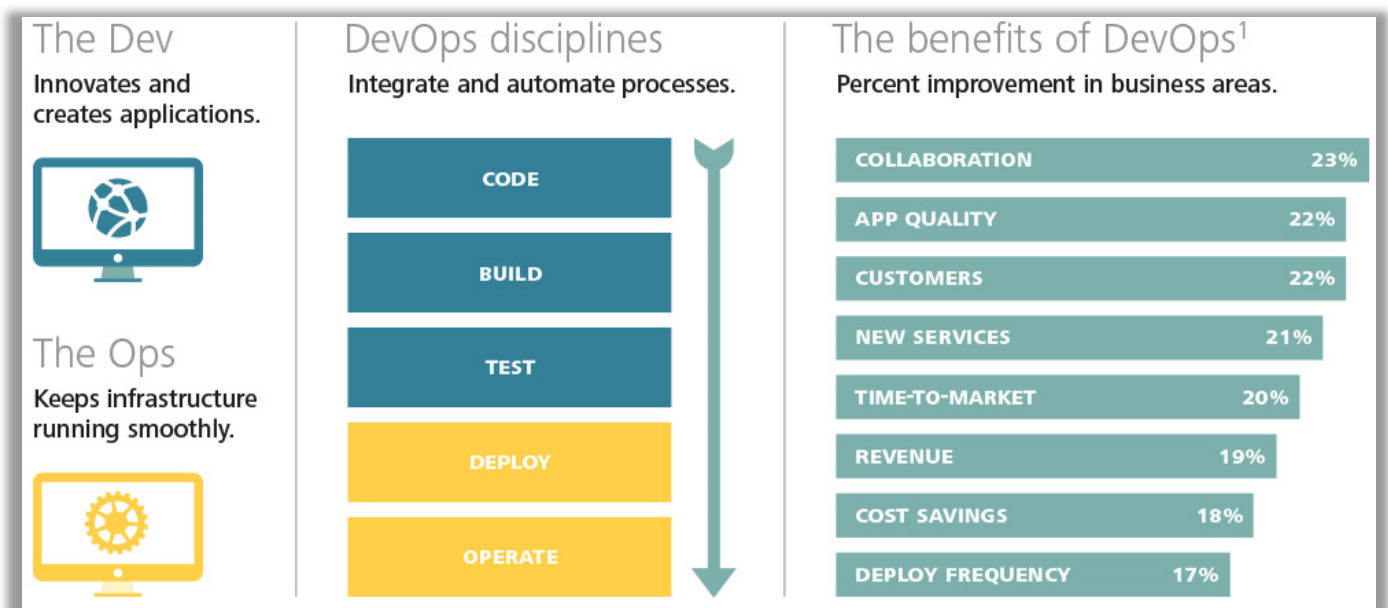 The Dev
Innovates and
creates applications.
The Ops
Keeps infrastructure
running smoothly.
DevOps disciplines
Integrate and automate processes.
CODE
BUILD
TEST
DEPLOY
OPERATE
The benefits of DevOps¹
Percent improvement in business areas.
COLLABORATION 23%
APP QUALITY 22%
CUSTOMERS 22%
NEW SERVICES 21%
TIME-TO-MARKET 20%
REVENUE 19%
COST SAVINGS 18%
DEPLOY FREQUENCY 17%